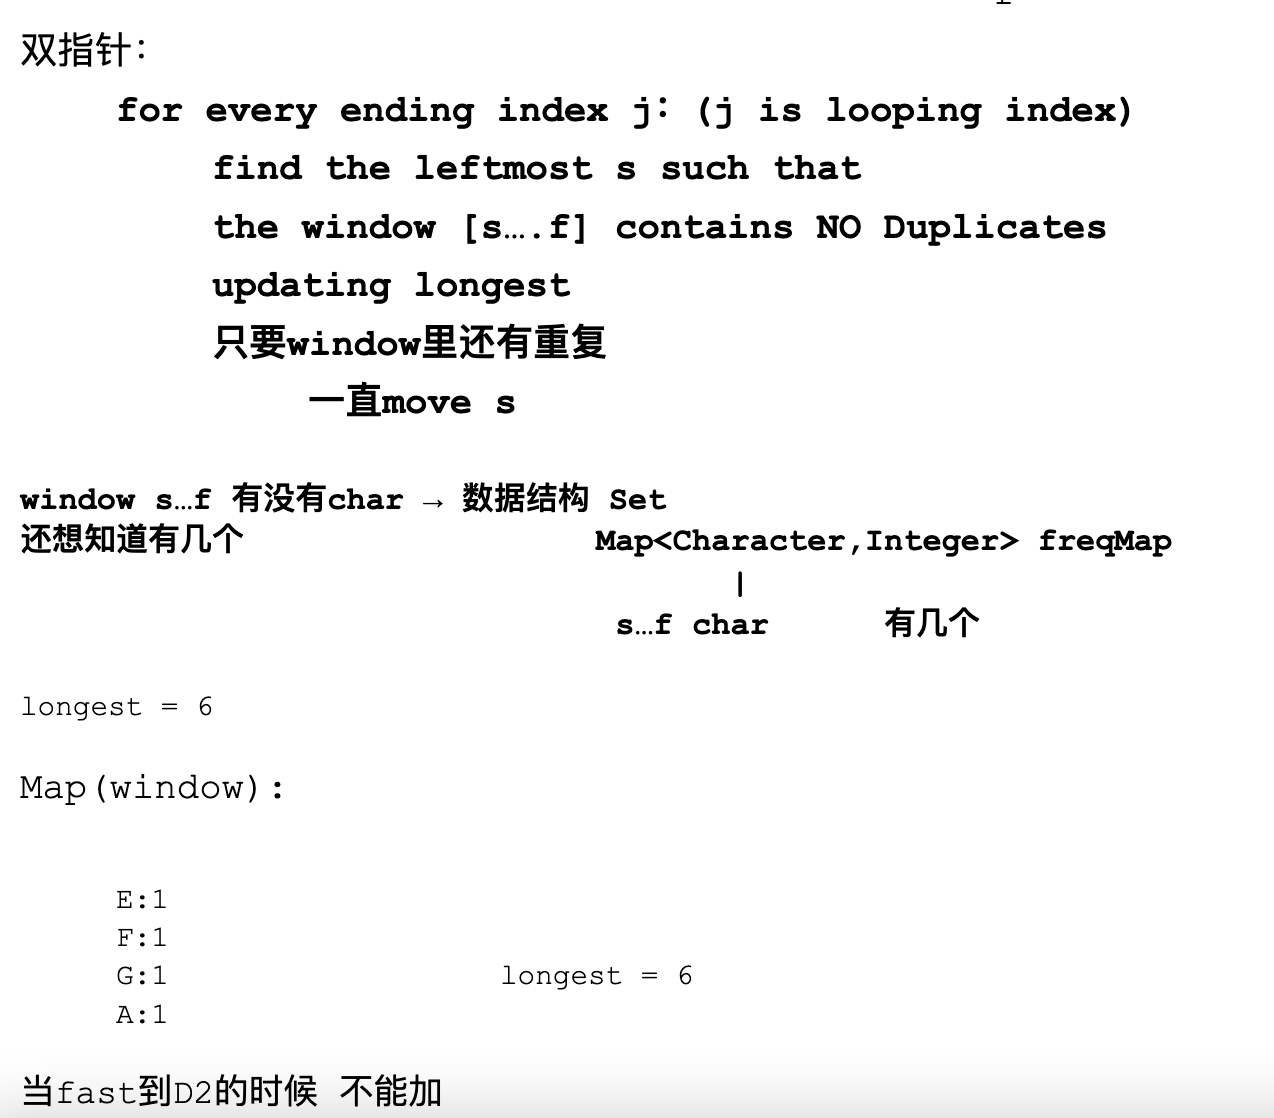 双指针：
for every ending index j: (j is looping index)
find the leftmost s such that
the window [s….f] contains NO Duplicates
updating longest
只要window里还有重复
一直move s
window s…f 有没有char → 数据结构 Set
还想知道有几个 Map<Character,Integer> freqMap
|
s…f char 有几个
longest = 6
Map(window):
E:1
F:1
G:1 longest = 6
A:1
当fast到D2的时候 不能加